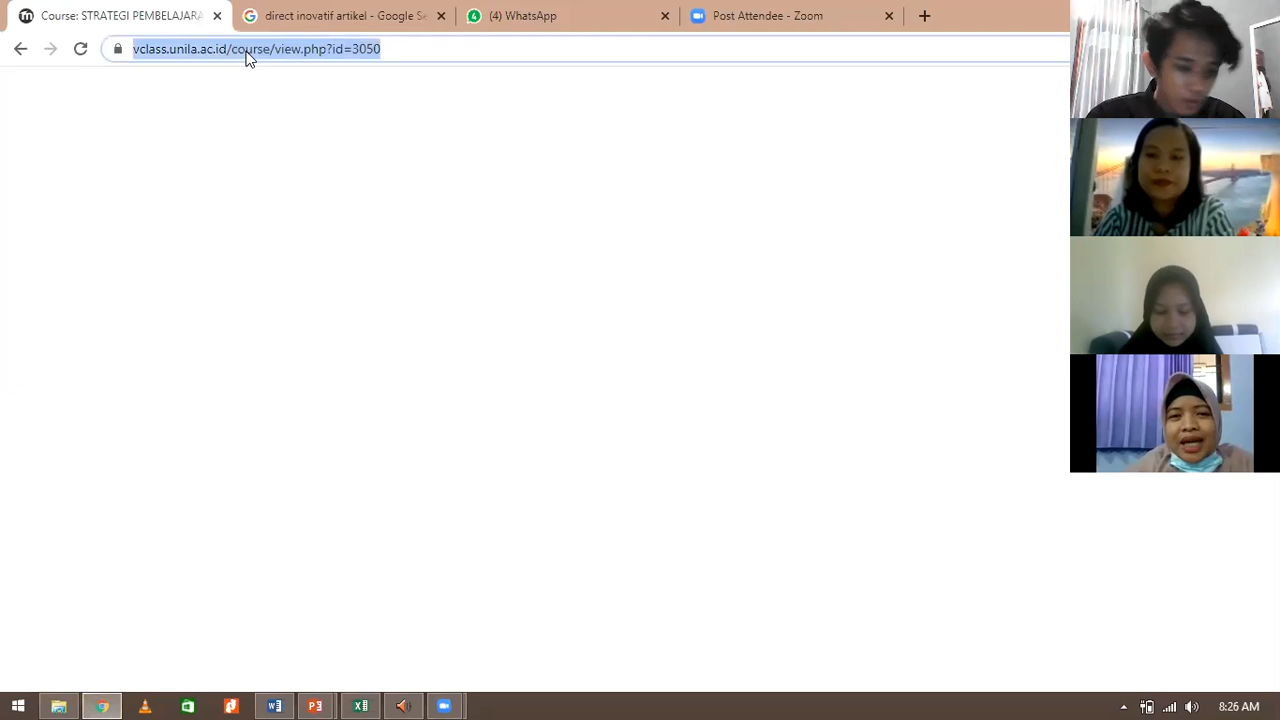 Course: STRATEGI PEMBELAJARA
direct inovatif artikel - Google Se
(4) WhatsApp
Post Attendee - Zoom
vclass.unila.ac.id/course/view.php?id=3050
8:26 AM